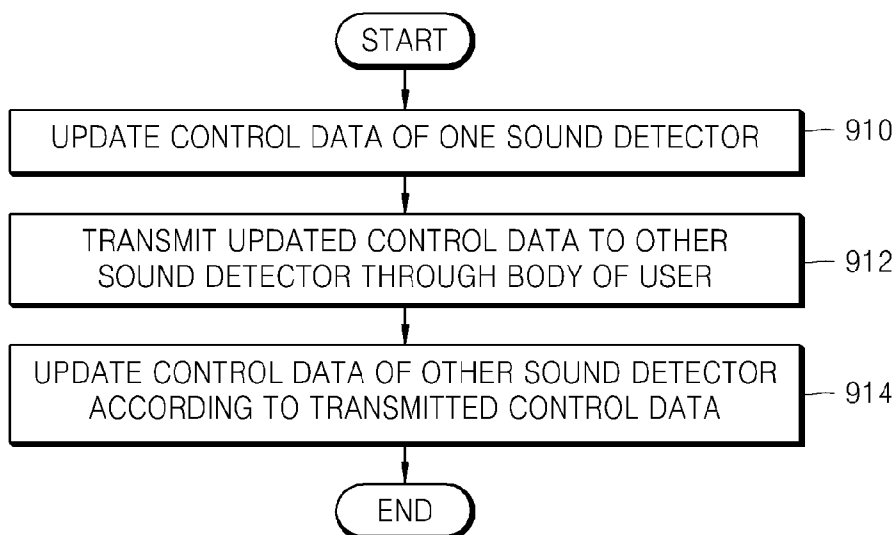 START
UPDATE CONTROL DATA OF ONE SOUND DETECTOR
910
TRANSMIT UPDATED CONTROL DATA TO OTHER
SOUND DETECTOR THROUGH BODY OF USER
912
UPDATE CONTROL DATA OF OTHER SOUND DETECTOR
ACCORDING TO TRANSMITTED CONTROL DATA
914
END